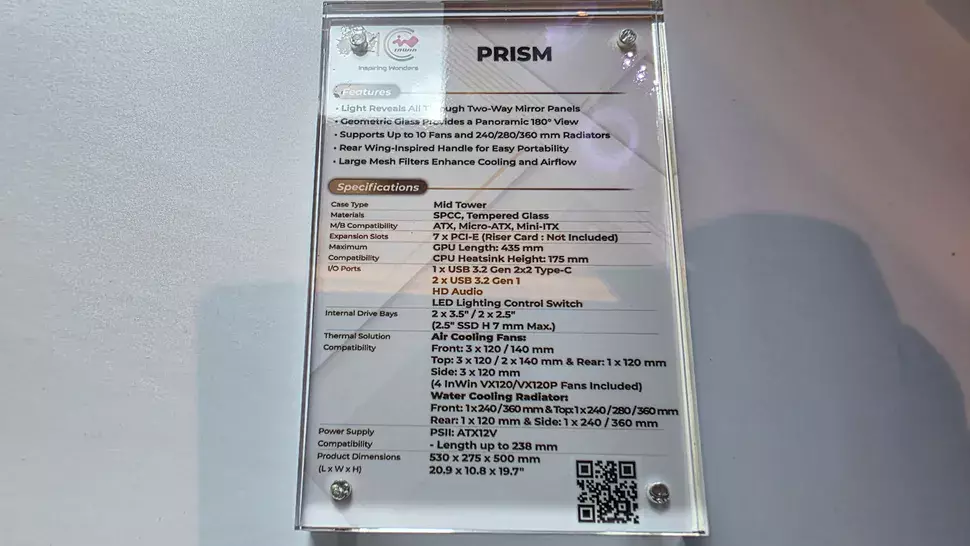 InWin
Inspiring Wonders
PRISM
Features
• Light Reveals All Through Two-Way Mirror Panels
• Geometric Glass Provides a Panoramic 180° View
• Supports Up to 10 Fans and 240/280/360 mm Radiators
• Rear Wing-Inspired Handle for Easy Portability
• Large Mesh Filters Enhance Cooling and Airflow
Specifications
Case Type Mid Tower
Materials SPCC, Tempered Glass
M/B Compatibility ATX, Micro-ATX, Mini-ITX
Expansion Slots 7 x PCI-E (Riser Card : Not Included)
Maximum GPU Length: 435 mm
Compatibility CPU Heatsink Height: 175 mm
I/O Ports 1 x USB 3.2 Gen 2x2 Type-C
2 x USB 3.2 Gen 1
HD Audio
LED Lighting Control Switch
Internal Drive Bays 2 x 3.5" / 2 x 2.5"
(2.5" SSD H 7 mm Max.)
Thermal Solution Air Cooling Fans:
Compatibility Front: 3 x 120 / 140 mm
Top: 3 x 120 / 2 x 140 mm & Rear: 1 x 120 mm
Side: 3 x 120 mm
(4 InWin VX120/VX120P Fans Included)
Water Cooling Radiator:
Front: 1 x 240 / 360 mm & Top: 1 x 240 / 280 / 360 mm
Rear: 1 x 120 mm & Side: 1 x 240 / 360 mm
Power Supply PSII: ATX12V
Compatibility - Length up to 238 mm
Product Dimensions 530 x 275 x 500 mm
(L x W x H) 20.9 x 10.8 x 19.7"